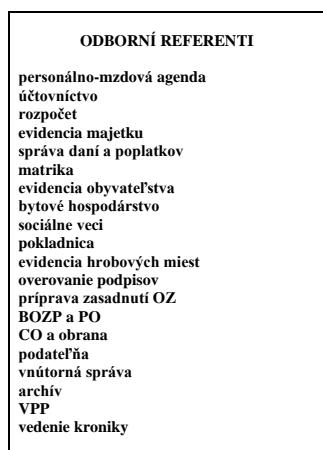 ODBORNÍ REFERENTI
personálno-mzdová agenda
účtovníctvo
rozpočet
evidencia majetku
správa daní a poplatkov
matrika
evidencia obyvateľstva
bytové hospodárstvo
sociálne veci
pokladnica
evidencia hrobových miest
overovanie podpisov
príprava zasadnutí OZ
BOZP a PO
CO a obrana
podateľňa
vnútorná správa
archív
VPP
vedenie kroniky